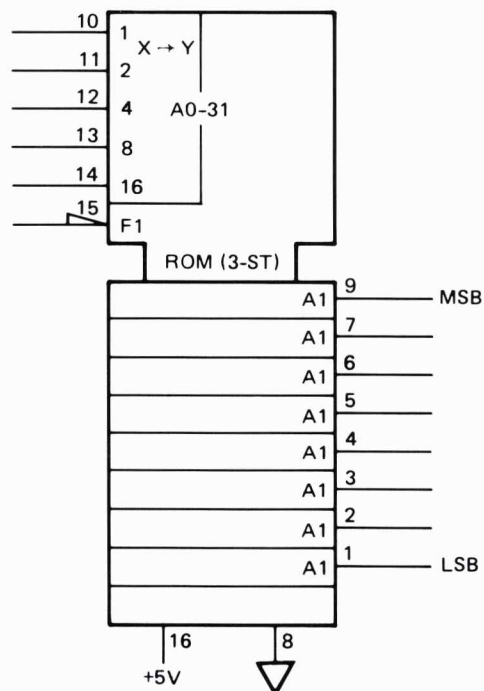 10 1
X → Y
11 2
12 4 A0-31
13 8
14 16
15 F1
ROM (3-ST)
A1 9 MSB
A1 7
A1 6
A1 5
A1 4
A1 3
A1 2
A1 1 LSB
16 8
+5V